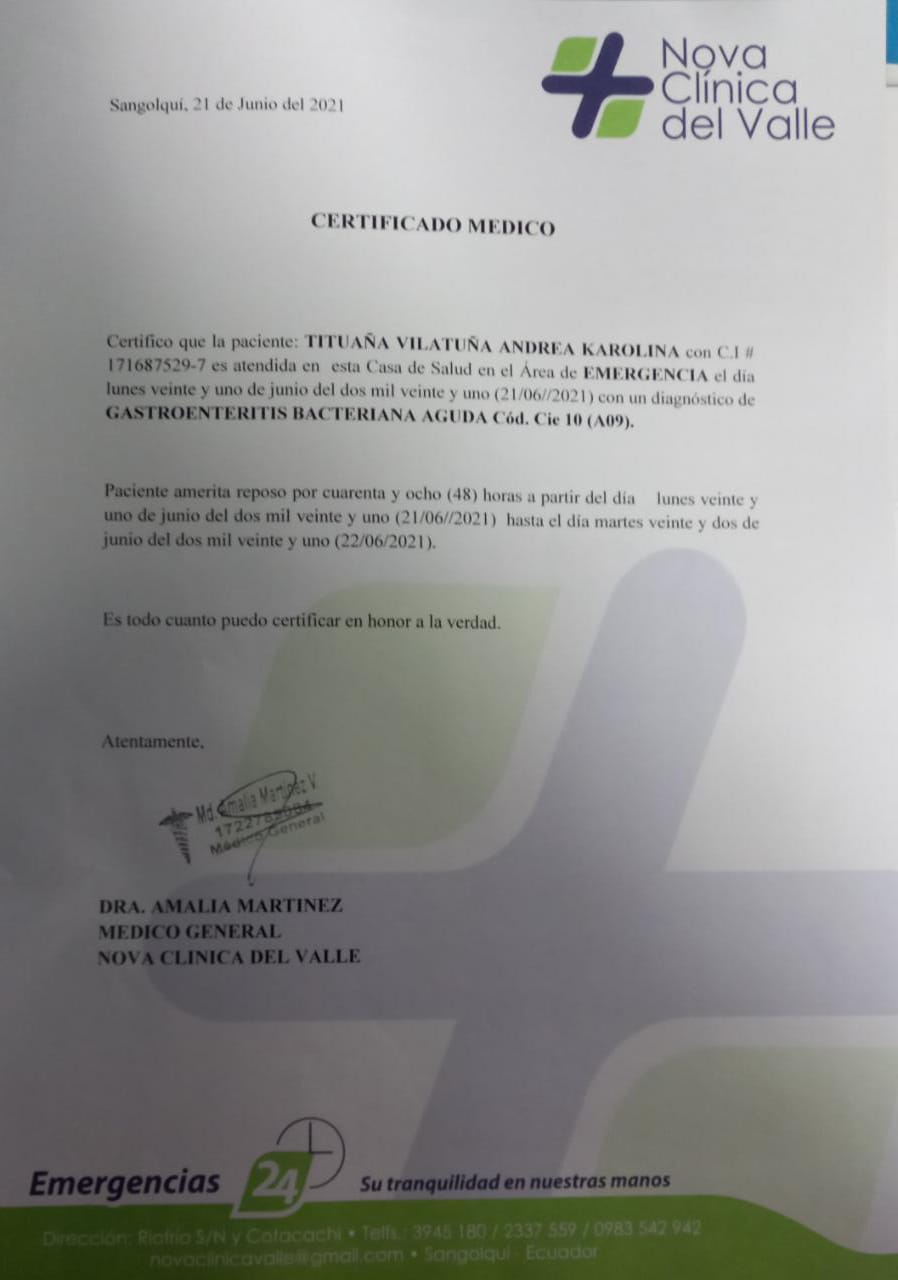 Nova
Clínica
del Valle
Sangolquí, 21 de Junio del 2021
CERTIFICADO MEDICO
Certifico que la paciente: TITUAÑA VILATUÑA ANDREA KAROLINA con C.I #
171687529-7 es atendida en esta Casa de Salud en el Área de EMERGENCIA el día
lunes veinte y uno de junio del dos mil veinte y uno (21/06//2021) con un diagnóstico de
GASTROENTERITIS BACTERIANA AGUDA Cód. Cie 10 (A09).
Paciente amerita reposo por cuarenta y ocho (48) horas a partir del día lunes veinte y
uno de junio del dos mil veinte y uno (21/06//2021) hasta el día martes veinte y dos de
junio del dos mil veinte y uno (22/06/2021).
Es todo cuanto puedo certificar en honor a la verdad.
Atentamente,
Md. Amalia Martinez V.
Médico General
DRA. AMALIA MARTINEZ
MEDICO GENERAL
NOVA CLINICA DEL VALLE
Emergencias 24 Su tranquilidad en nuestras manos
Dirección: Riofrio S/N y Cotacachi • Telfs.: 3945 180 / 2337 559 / 0983 542 942
novaclinicavalle@gmail.com • Sangolquí - Ecuador